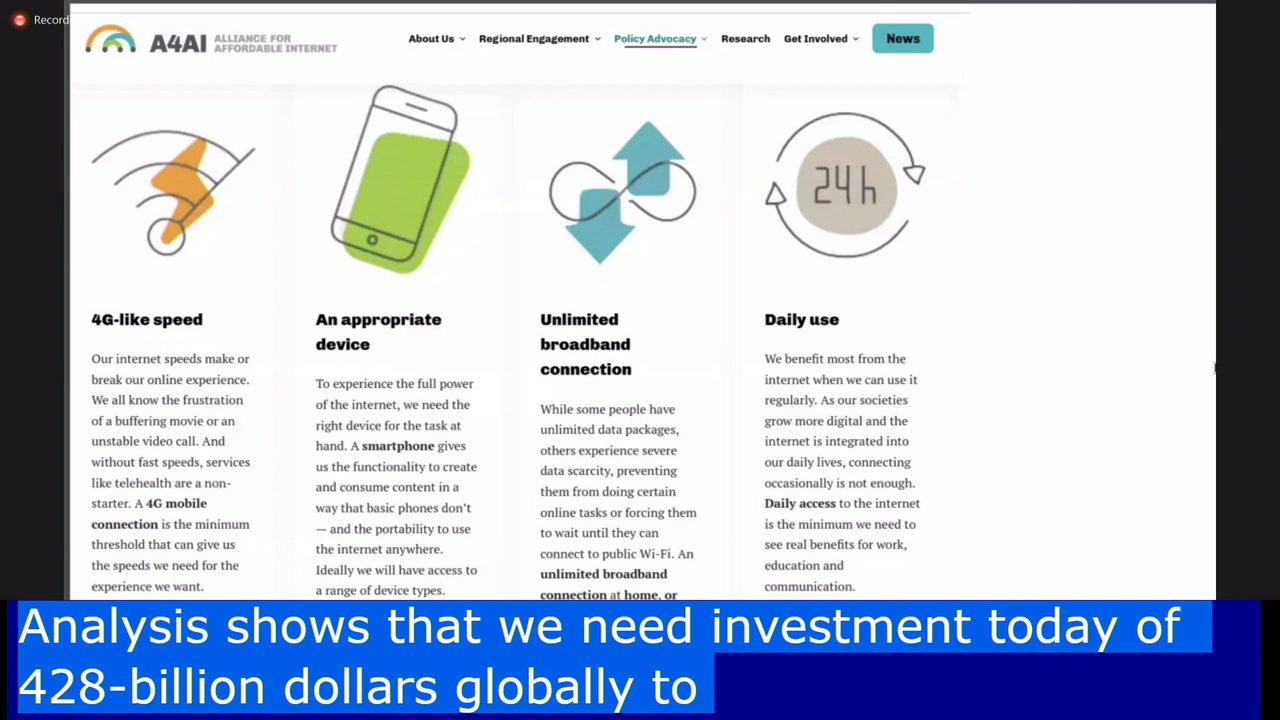 Record
A4AI ALLIANCE FOR
AFFORDABLE INTERNET
About Us Regional Engagement Policy Advocacy Research Get Involved News
24h
4G-like speed
Our internet speeds make or
break our online experience.
We all know the frustration
of a buffering movie or an
unstable video call. And
without fast speeds, services
like telehealth are a non-
starter. A 4G mobile
connection is the minimum
threshold that can give us
the speeds we need for the
experience we want.
An appropriate
device
To experience the full power
of the internet, we need the
right device for the task at
hand. A smartphone gives
us the functionality to create
and consume content in a
way that basic phones don’t
— and the portability to use
the internet anywhere.
Ideally we will have access to
a range of device types.
Unlimited
broadband
connection
While some people have
unlimited data packages,
others experience severe
data scarcity, preventing
them from doing certain
online tasks or forcing them
to wait until they can
connect to public Wi-Fi. An
unlimited broadband
connection at home, or
Daily use
We benefit most from the
internet when we can use it
regularly. As our societies
grow more digital and the
internet is integrated into
our daily lives, connecting
occasionally is not enough.
Daily access to the internet
is the minimum we need to
see real benefits for work,
education and
communication.
Analysis shows that we need investment today of
428-billion dollars globally to